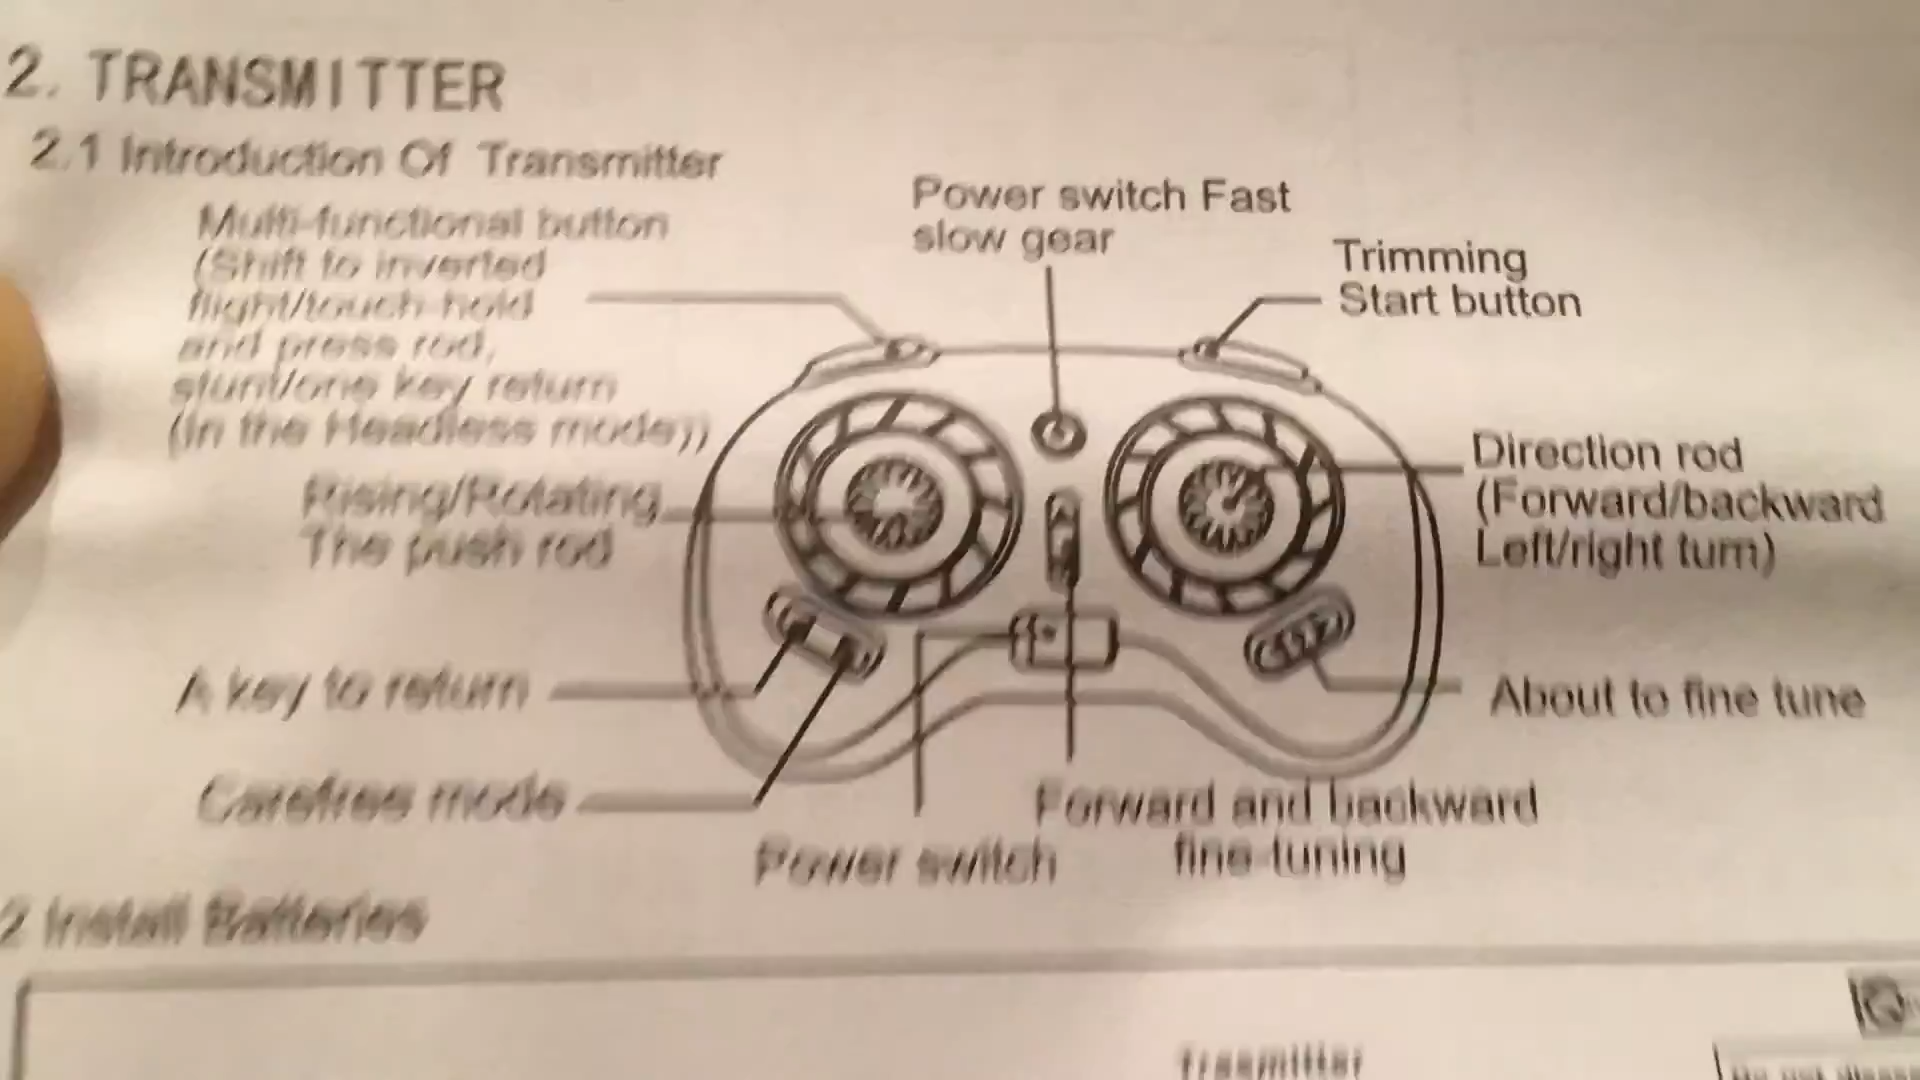 2. TRANSMITTER
2.1 Introduction Of Transmitter
Multi-functional button
(Shift to inverted
flight/touch-hold
and press rod,
stunt/one key return
(In the Headless mode))
Power switch Fast
slow gear
Trimming
Start button
Rising/Rotating
The push rod
Direction rod
(Forward/backward
Left/right turn)
A key to return
About to fine tune
Carefree mode
Power switch
Forward and backward
fine-tuning
2 Install Batteries
Do not